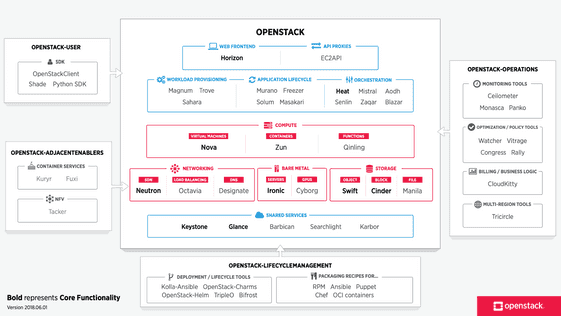 OPENSTACK
WEB FRONTEND
API PROXIES
Horizon
EC2API
WORKLOAD PROVISIONING
APPLICATION LIFECYCLE
ORCHESTRATION
Magnum Trove
Murano Freezer
Heat Mistral Aodh
Sahara
Solum Masakari
Senlin Zaqar Blazar
COMPUTE
VIRTUAL MACHINES
CONTAINERS
FUNCTIONS
Nova
Zun
Qinling
NETWORKING
BARE METAL
STORAGE
SDN
LOAD BALANCING
DNS
SERVERS
GPUS
OBJECT
BLOCK
FILE
Neutron
Octavia
Designate
Ironic
Cyborg
Swift
Cinder
Manila
SHARED SERVICES
Keystone
Glance
Barbican
Searchlight
Karbor
OPENSTACK-USER
SDK
OpenStackClient
Shade Python SDK
OPENSTACK-ADJACENTENABLERS
CONTAINER SERVICES
Kuryr Fuxi
NFV
Tacker
OPENSTACK-OPERATIONS
MONITORING TOOLS
Ceilometer
Monasca Panko
OPTIMIZATION / POLICY TOOLS
Watcher Vitrage
Congress Rally
BILLING / BUSINESS LOGIC
CloudKitty
MULTI-REGION TOOLS
Tricircle
OPENSTACK-LIFECYCLEMANAGEMENT
DEPLOYMENT / LIFECYCLE TOOLS
PACKAGING RECIPES FOR...
Kolla-Ansible OpenStack-Charms
RPM Ansible Puppet
OpenStack-Helm TripleO Bifrost
Chef OCI containers
Bold represents Core Functionality
Version 2018.06.01
openstack.